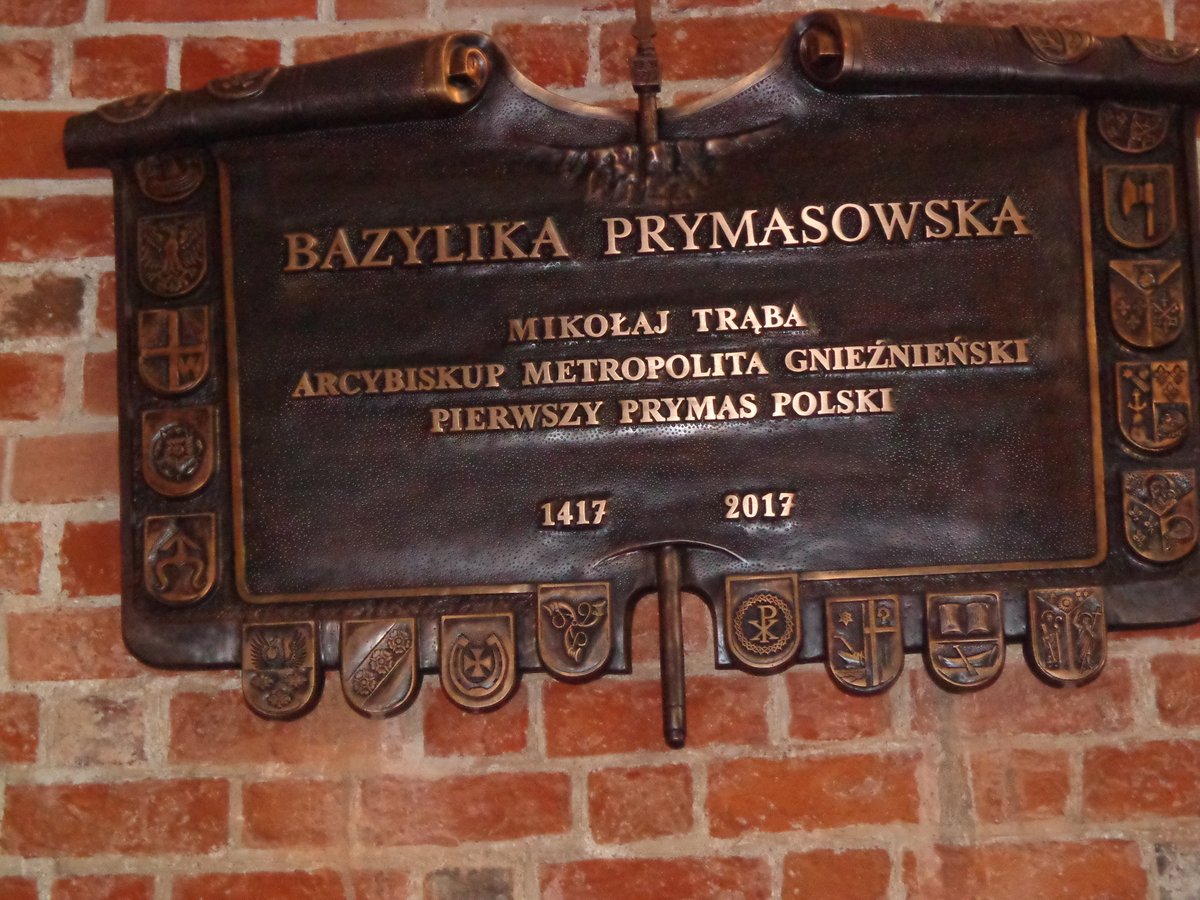 BAZYLIKA PRYMASOWSKA
MIKOŁAJ TRĄBA
ARCYBISKUP METROPOLITA GNIEŹNIEŃSKI
PIERWSZY PRYMAS POLSKI
1417 2017